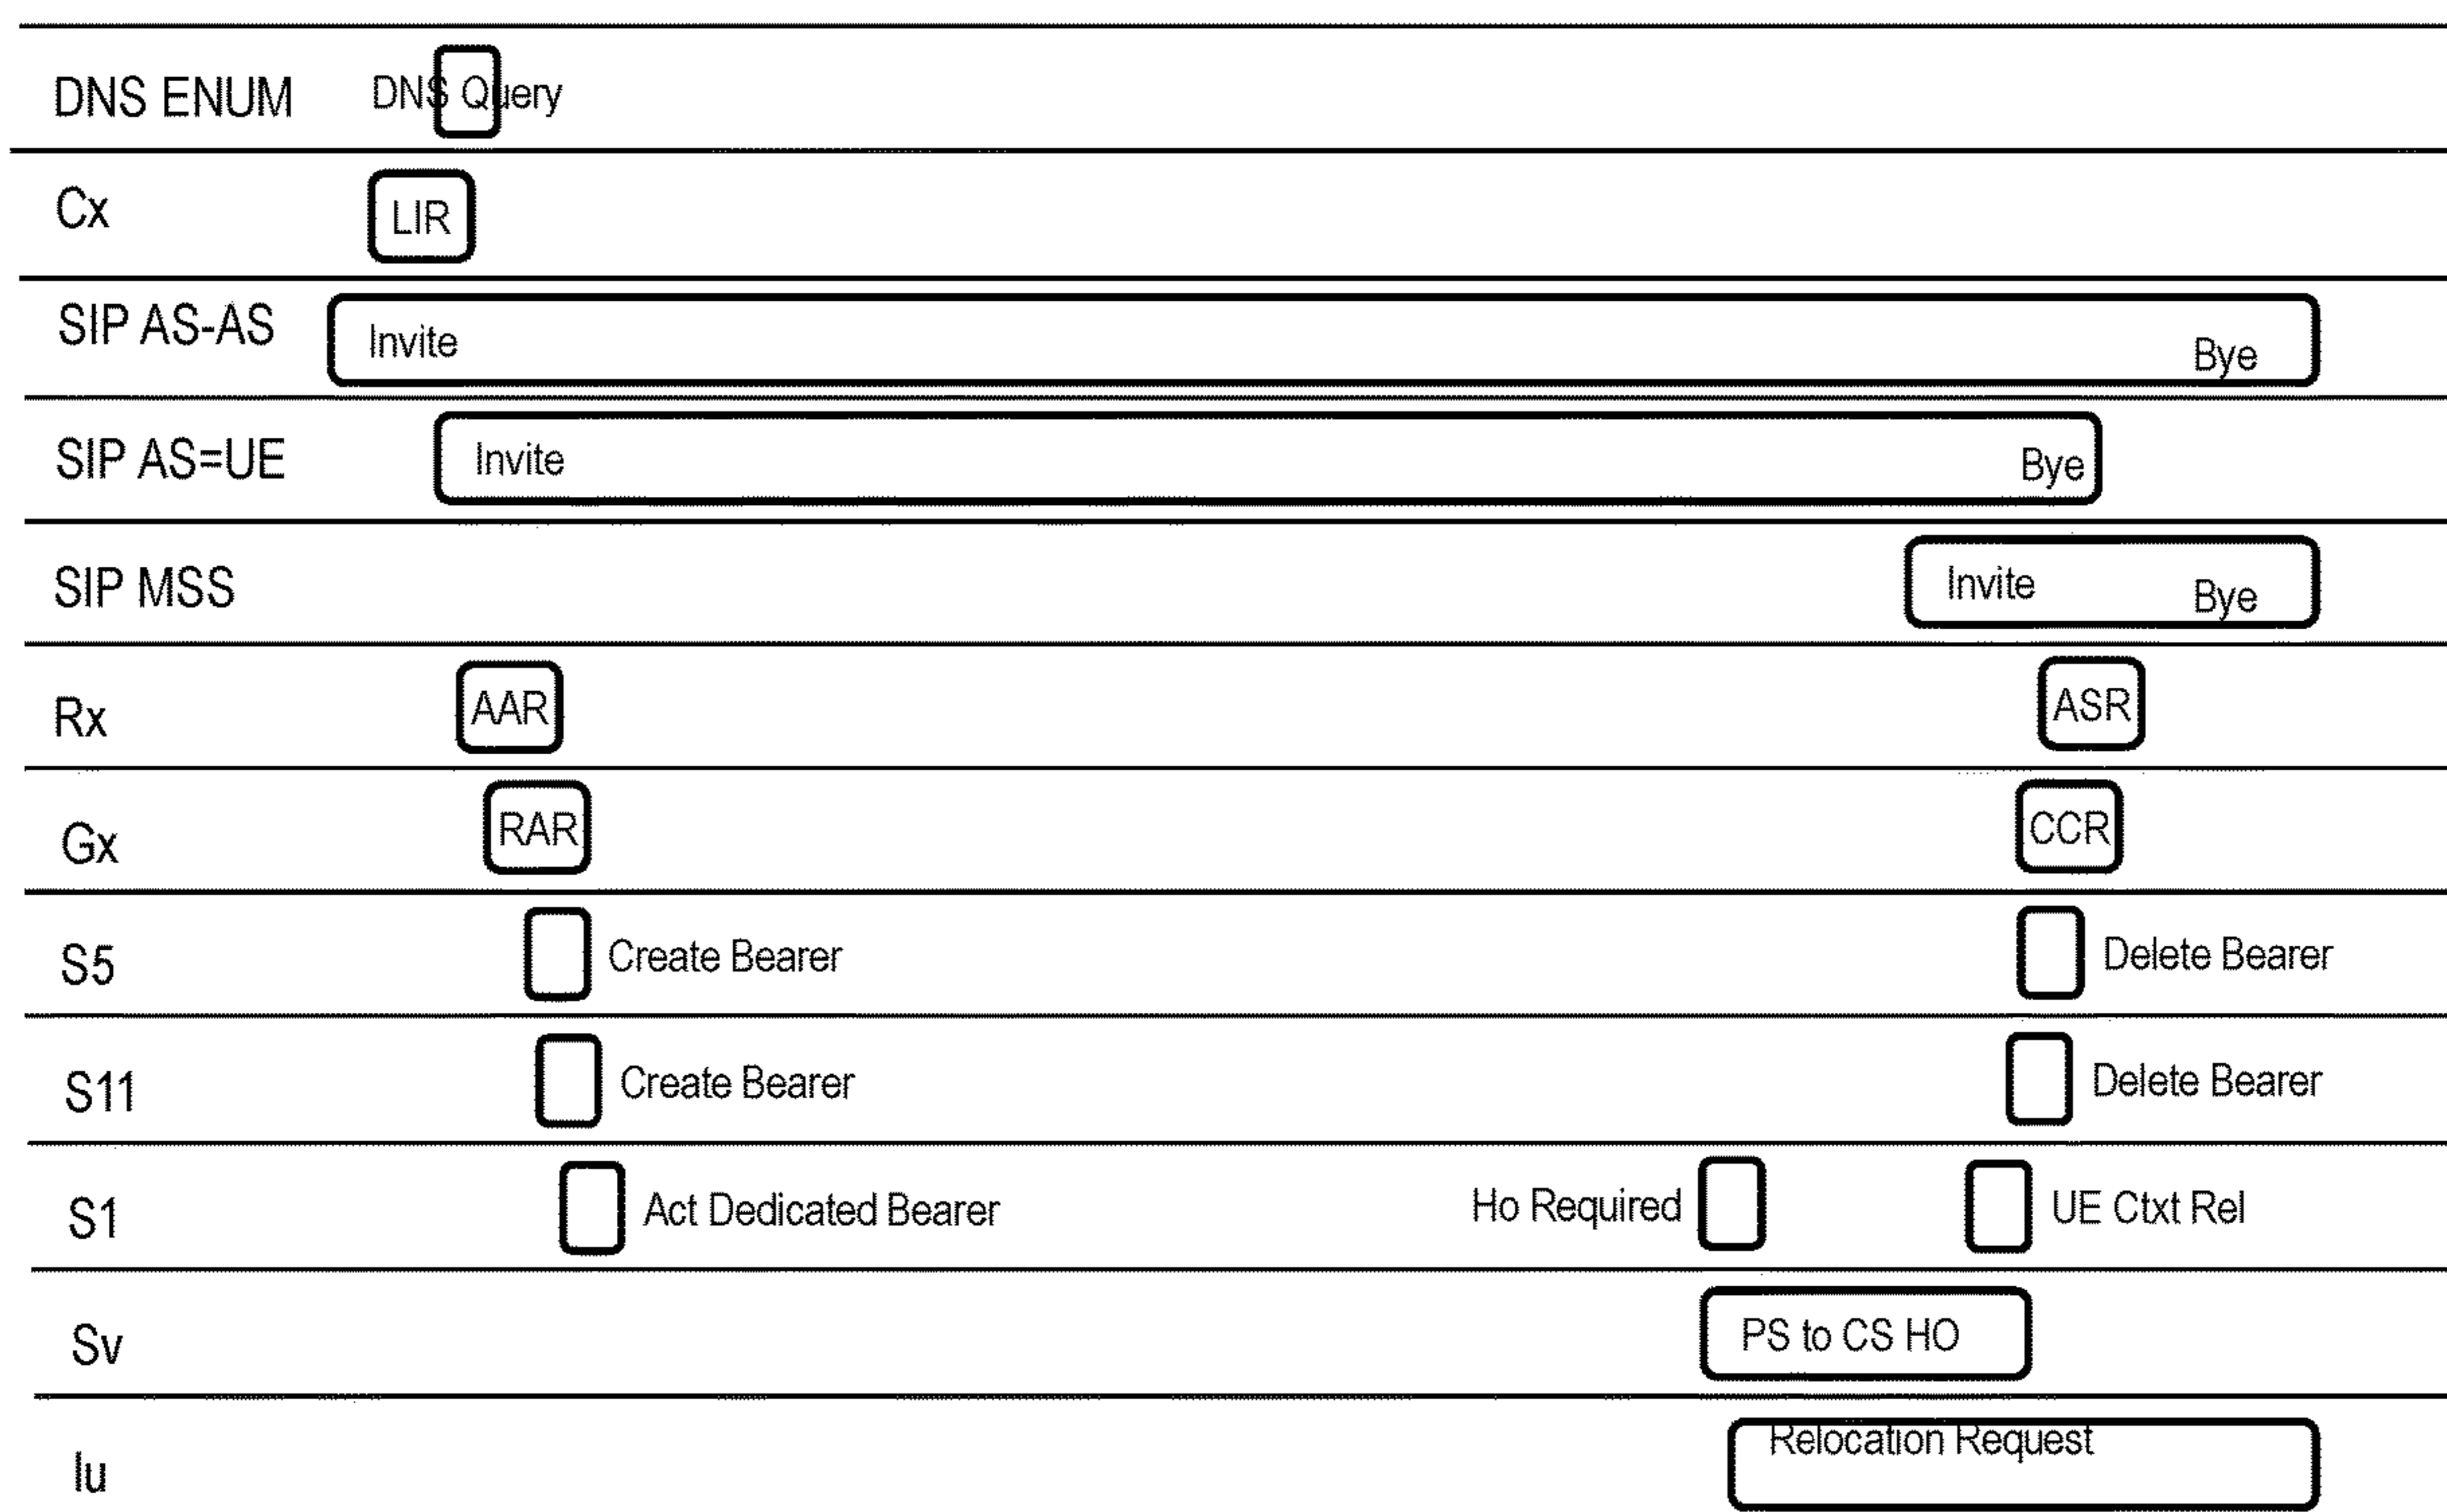 DNS ENUM DNS Query
Cx LIR
SIP AS-AS Invite Bye
SIP AS=UE Invite Bye
SIP MSS Invite Bye
Rx AAR ASR
Gx RAR CCR
S5 Create Bearer Delete Bearer
S11 Create Bearer Delete Bearer
S1 Act Dedicated Bearer Ho Required UE Ctxt Rel
Sv PS to CS HO
Iu Relocation Request